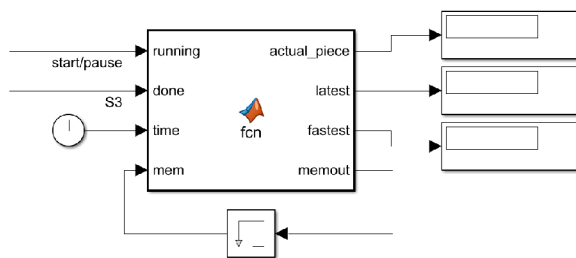 start/pause
running
actual_piece
S3
done
latest
time
fcn
fastest
mem
memout